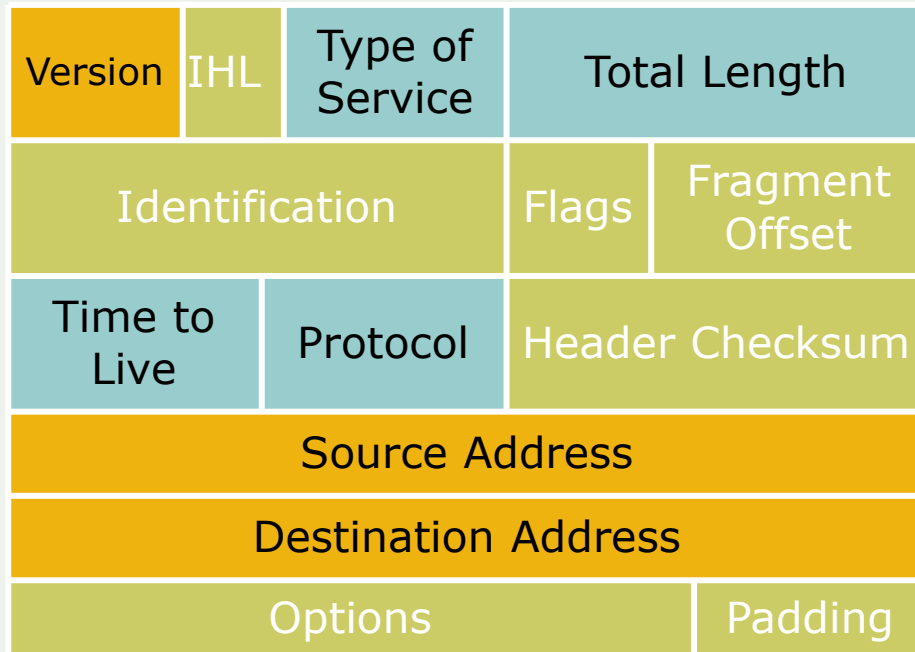 Version
IHL
Type of
Service
Total Length
Identification
Flags
Fragment
Offset
Time to
Live
Protocol
Header Checksum
Source Address
Destination Address
Options
Padding